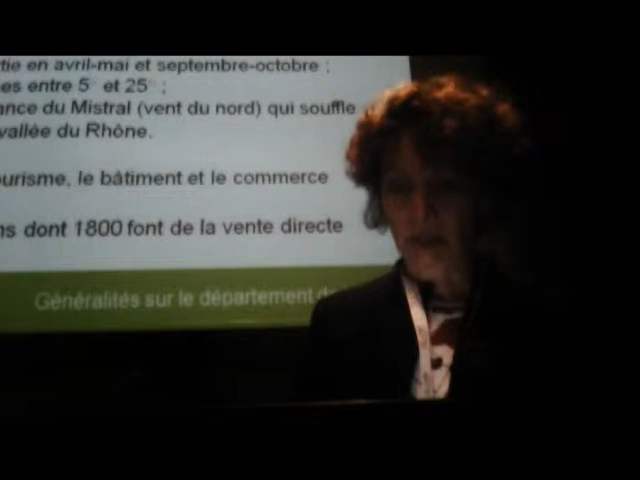 tie en avril-mai et septembre-octobre ;
es entre 5° et 25° ;
ance du Mistral (vent du nord) qui souffle
vallée du Rhône.
ourisme, le bâtiment et le commerce
ns dont 1800 font de la vente directe
Généralités sur le département de